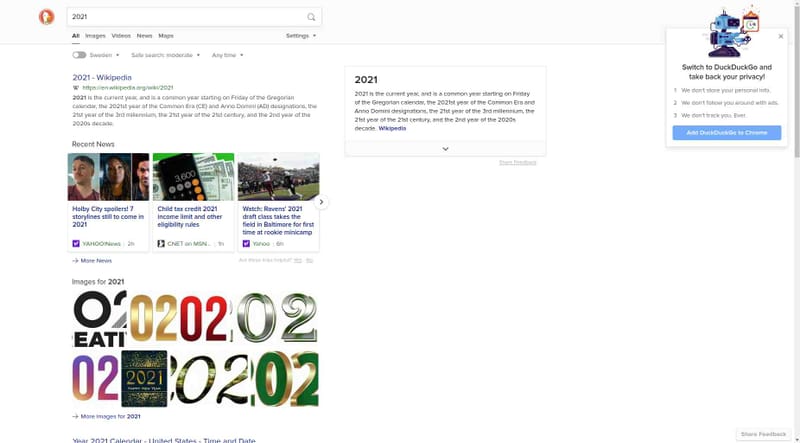 2021
All Images Videos News Maps Settings
Sweden Safe search: moderate Any time
2021 - Wikipedia
W https://en.wikipedia.org/wiki/2021
2021 is the current year, and is a common year starting on Friday of the Gregorian
calendar, the 2021st year of the Common Era (CE) and Anno Domini (AD) designations, the
21st year of the 3rd millennium, the 21st year of the 21st century, and the 2nd year of the
2020s decade.
Recent News
Holby City spoilers! 7
storylines still to come in
2021
YAHOO!News 2h
3,600
Child tax credit 2021
income limit and other
eligibility rules
CNET on MSN... 1h
Watch: Ravens' 2021
draft class takes the
field in Baltimore for first
time at rookie minicamp
Yahoo 6h
→ More News
Are these links helpful? Yes No
Images for 2021
02
EATI
0202
202
02
2021
HAPPY NEW YEAR
202
02
→ More Images for 2021
Year 2021 Calendar - United States - Time and Date
2021
2021 is the current year, and is a common year starting on Friday
of the Gregorian calendar, the 2021st year of the Common Era and
Anno Domini designations, the 21st year of the 3rd millennium, the
21st year of the 21st century, and the 2nd year of the 2020s
decade. Wikipedia
Share Feedback
Switch to DuckDuckGo and
take back your privacy!
1 We don't store your personal info.
2 We don't follow you around with ads.
3 We don't track you. Ever.
Add DuckDuckGo to Chrome
Share Feedback